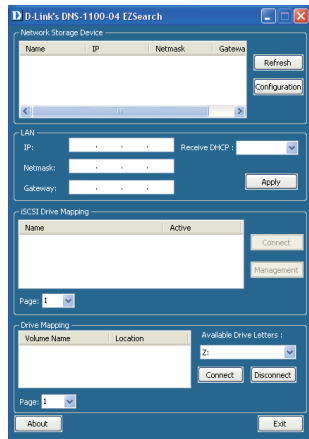 D-Link's DNS-1100-04 EZSearch
Network Storage Device
Name IP Netmask Gatewa
Refresh
Configuration
LAN
IP: . . . Receive DHCP :
Netmask: . . .
Gateway: . . . Apply
iSCSI Drive Mapping
Name Active
Connect
Management
Page: 1
Drive Mapping
Volume Name Location Available Drive Letters :
Z:
Connect Disconnect
Page: 1
About Exit